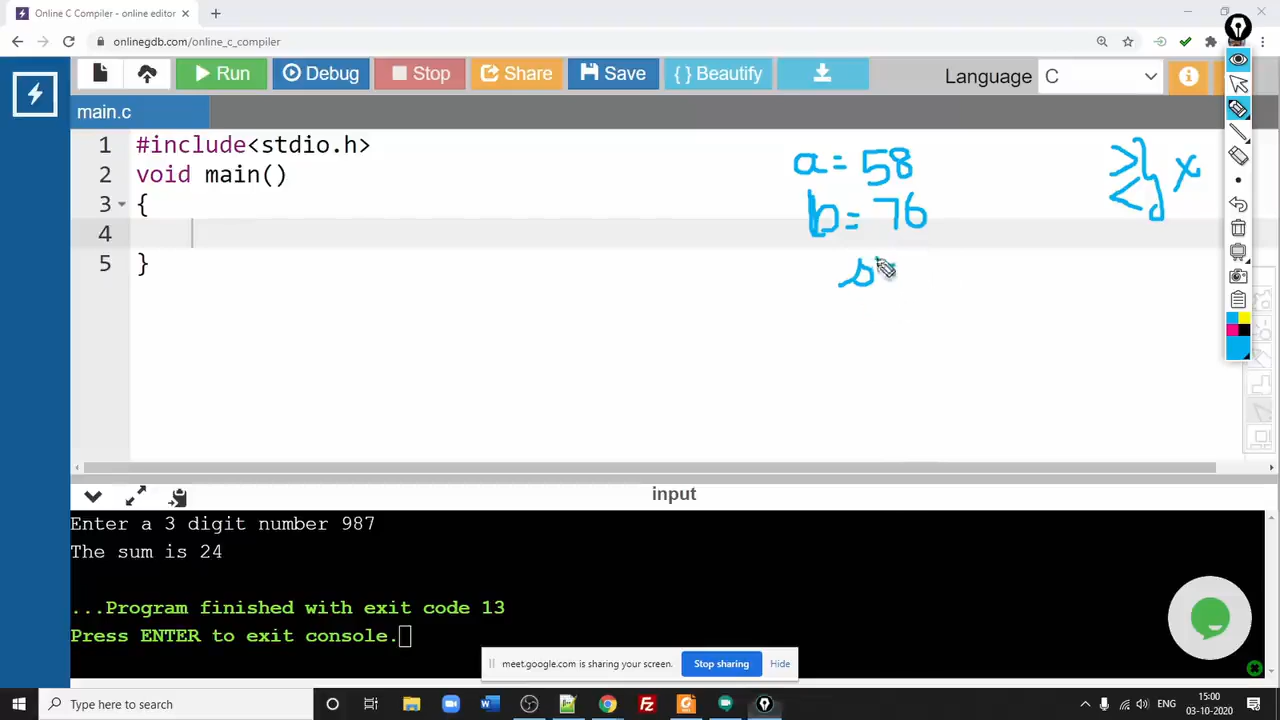 Online C Compiler - online editor
onlinegdb.com/online_c_compiler
Run
Debug
Stop
Share
Save
{ } Beautify
Language
C
main.c
1 #include<stdio.h>
2 void main()
3 {
4
5 }
a = 58
b = 76
s
> } x
<
input
Enter a 3 digit number 987
The sum is 24
...Program finished with exit code 13
Press ENTER to exit console.
meet.google.com is sharing your screen.
Stop sharing
Hide
Type here to search
ENG
15:00
03-10-2020